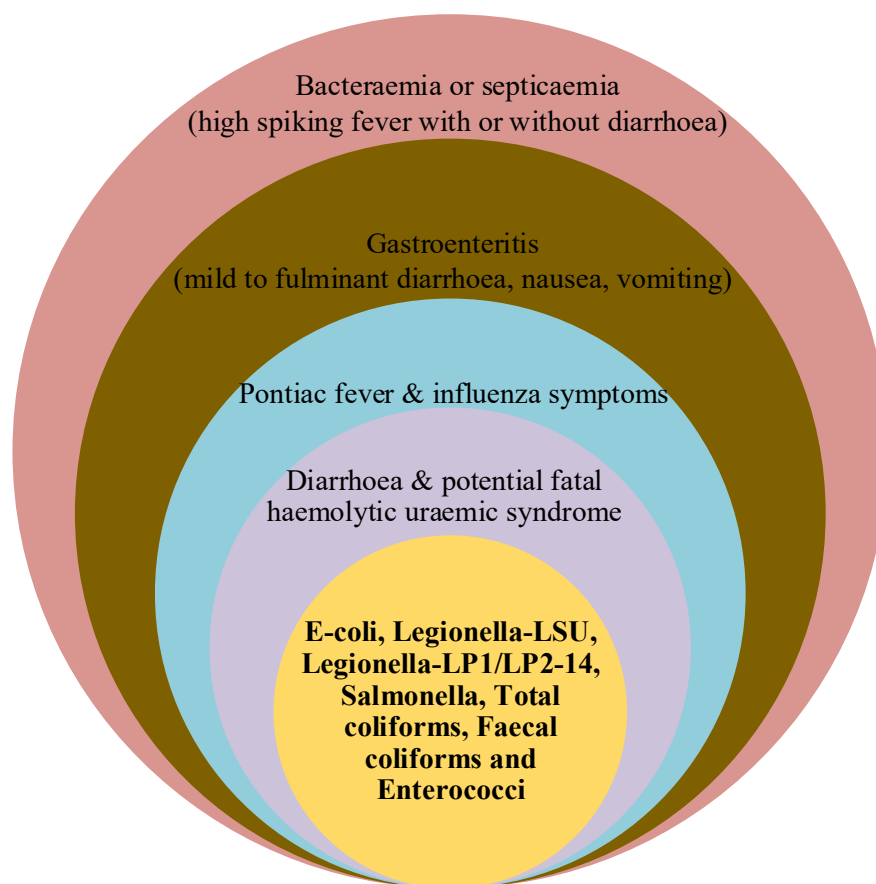 Bacteraemia or septicaemia
(high spiking fever with or without diarrhoea)
Gastroenteritis
(mild to fulminant diarrhoea, nausea, vomiting)
Pontiac fever & influenza symptoms
Diarrhoea & potential fatal
haemolytic uraemic syndrome
E-coli, Legionella-LSU,
Legionella-LP1/LP2-14,
Salmonella, Total
coliforms, Faecal
coliforms and
Enterococci